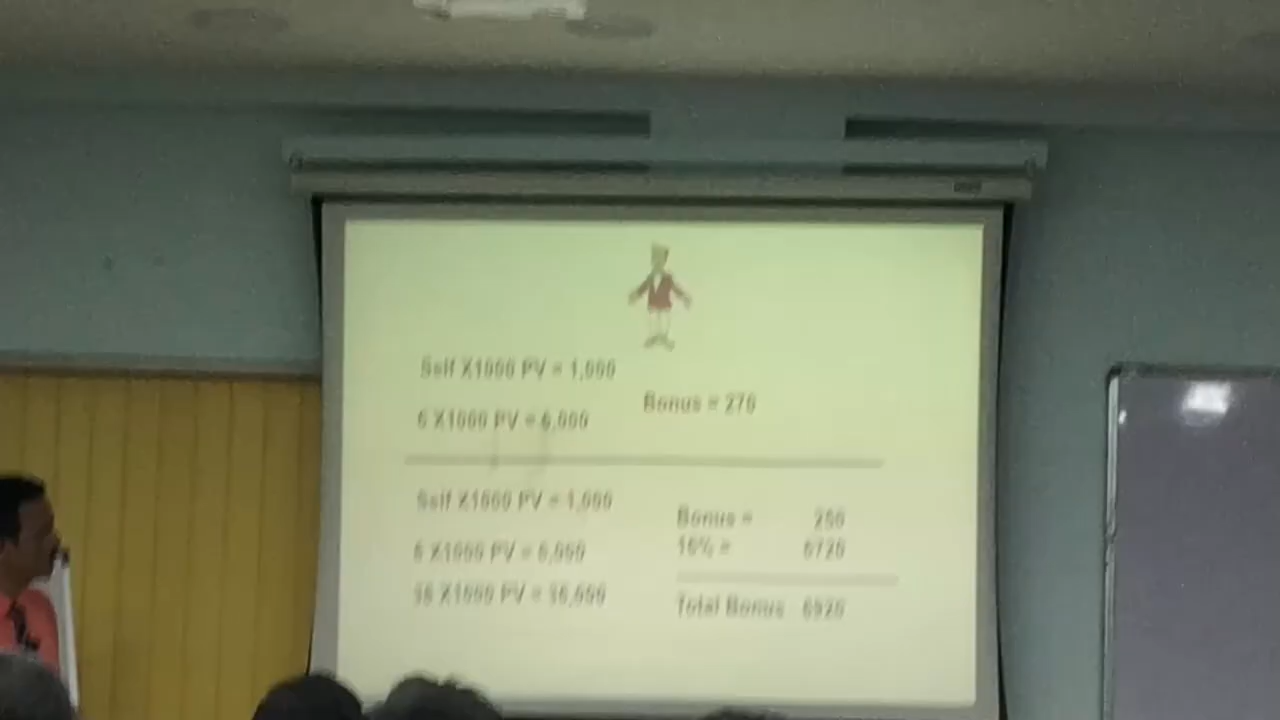 Self X1000 PV = 1,000
6 X1000 PV = 6,000
Bonus = 270
Self X1000 PV = 1,000
6 X1000 PV = 6,000
36 X1000 PV = 36,000
Bonus =
16% =
Total Bonus